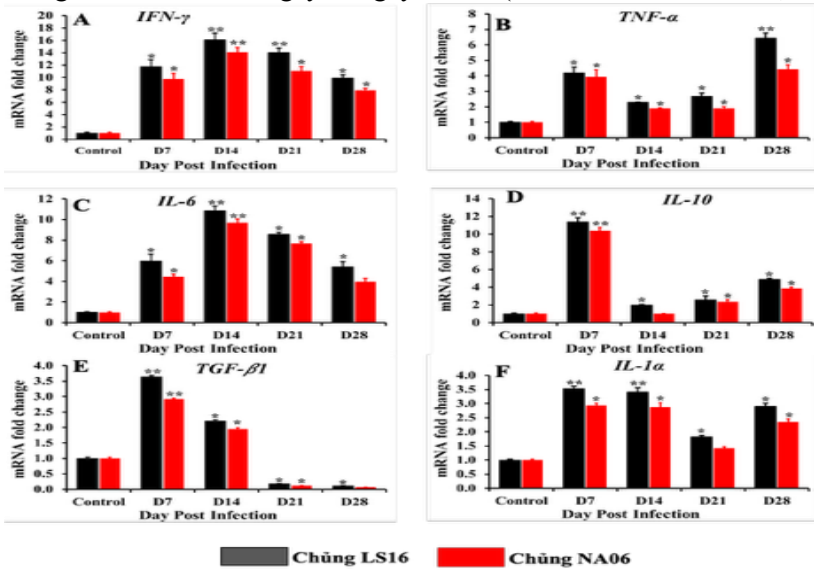 A
IFN-γ
mRNA fold change
20
18
16
14
12
10
8
6
4
2
* * ** ** ** * * *
Control D7 D14 D21 D28
Day Post Infection
B
TNF-α
mRNA fold change
8
7
6
5
4
3
2
1
* * * * * * * **
Control D7 D14 D21 D28
Day Post Infection
C
IL-6
mRNA fold change
12
10
8
6
4
2
0
* * ** ** * * *
Control D7 D14 D21 D28
Day Post Infection
D
IL-10
mRNA fold change
14
12
10
8
6
4
2
0
** ** * * * * *
Control D7 D14 D21 D28
Day Post Infection
E
TGF-β1
mRNA fold change
4.0
3.5
3.0
2.5
2.0
1.5
1.0
0.5
0.0
** ** * * * * *
Control D7 D14 D21 D28
Day Post Infection
F
IL-1α
mRNA fold change
4.0
3.5
3.0
2.5
2.0
1.5
1.0
0.5
0.0
** * ** * * * *
Control D7 D14 D21 D28
Day Post Infection
Chủng LS16 Chủng NA06